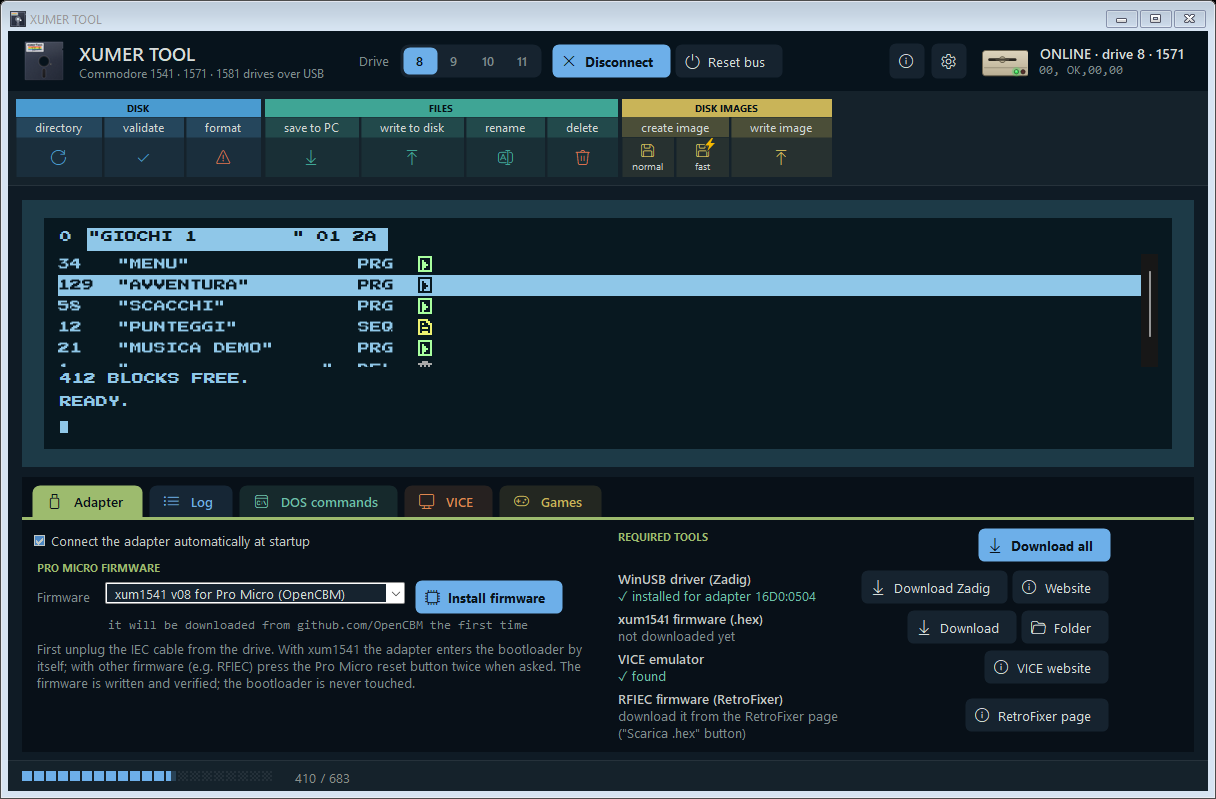 XUMER TOOL
XUMER TOOL
Commodore 1541 · 1571 · 1581 drives over USB
Drive 8 9 10 11
Disconnect
Reset bus
ONLINE · drive 8 · 1571
00, OK,00,00
DISK
directory validate format
FILES
save to PC write to disk rename delete
DISK IMAGES
create image write image
normal fast
0 "GIOCHI 1 " 01 2A
34 "MENU" PRG
129 "AVVENTURA" PRG
58 "SCACCHI" PRG
12 "PUNTEGGI" SEQ
21 "MUSICA DEMO" PRG
412 BLOCKS FREE.
READY.
Adapter Log DOS commands VICE Games
Connect the adapter automatically at startup
PRO MICRO FIRMWARE
Firmware xum1541 v08 for Pro Micro (OpenCBM) Install firmware
it will be downloaded from github.com/OpenCBM the first time
First unplug the IEC cable from the drive. With xum1541 the adapter enters the bootloader by
itself; with other firmware (e.g. RFIEC) press the Pro Micro reset button twice when asked. The
firmware is written and verified; the bootloader is never touched.
REQUIRED TOOLS
Download all
WinUSB driver (Zadig)
✓ installed for adapter 16D0:0504
Download Zadig Website
xum1541 firmware (.hex)
not downloaded yet
Download Folder
VICE emulator
✓ found
VICE website
RFIEC firmware (RetroFixer)
download it from the RetroFixer page
("Scarica .hex" button)
RetroFixer page
410 / 683